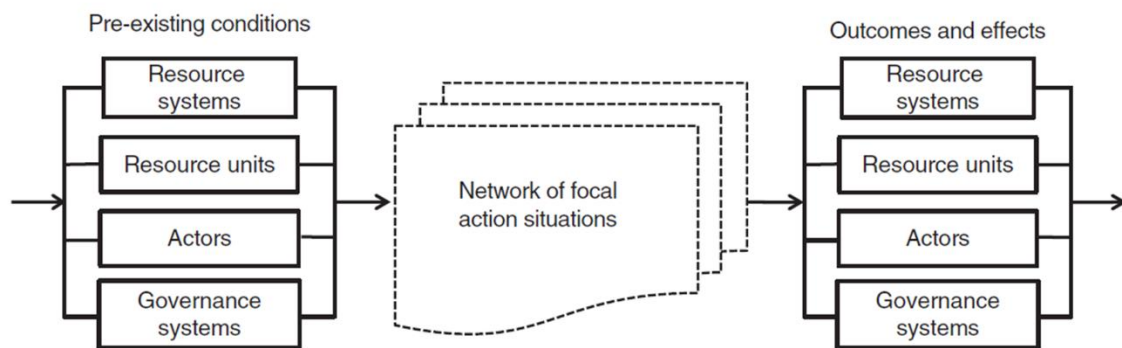 Pre-existing conditions
Resource
systems
Resource units
Actors
Governance
systems
Network of focal
action situations
Outcomes and effects
Resource
systems
Resource units
Actors
Governance
systems